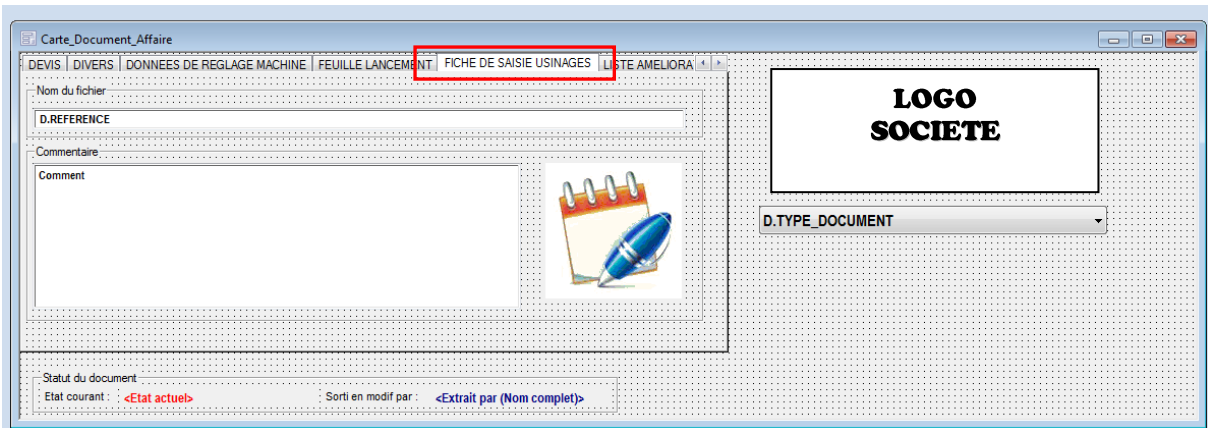 Carte_Document_Affaire
DEVIS DIVERS DONNEES DE REGLAGE MACHINE FEUILLE LANCEMENT FICHE DE SAISIE USINAGES LISTE AMELIORA
Nom du fichier
D.REFERENCE
Commentaire
Comment
LOGO
SOCIETE
D.TYPE_DOCUMENT
Statut du document
Etat courant : <Etat actuel> Sorti en modif par : <Extrait par (Nom complet)>